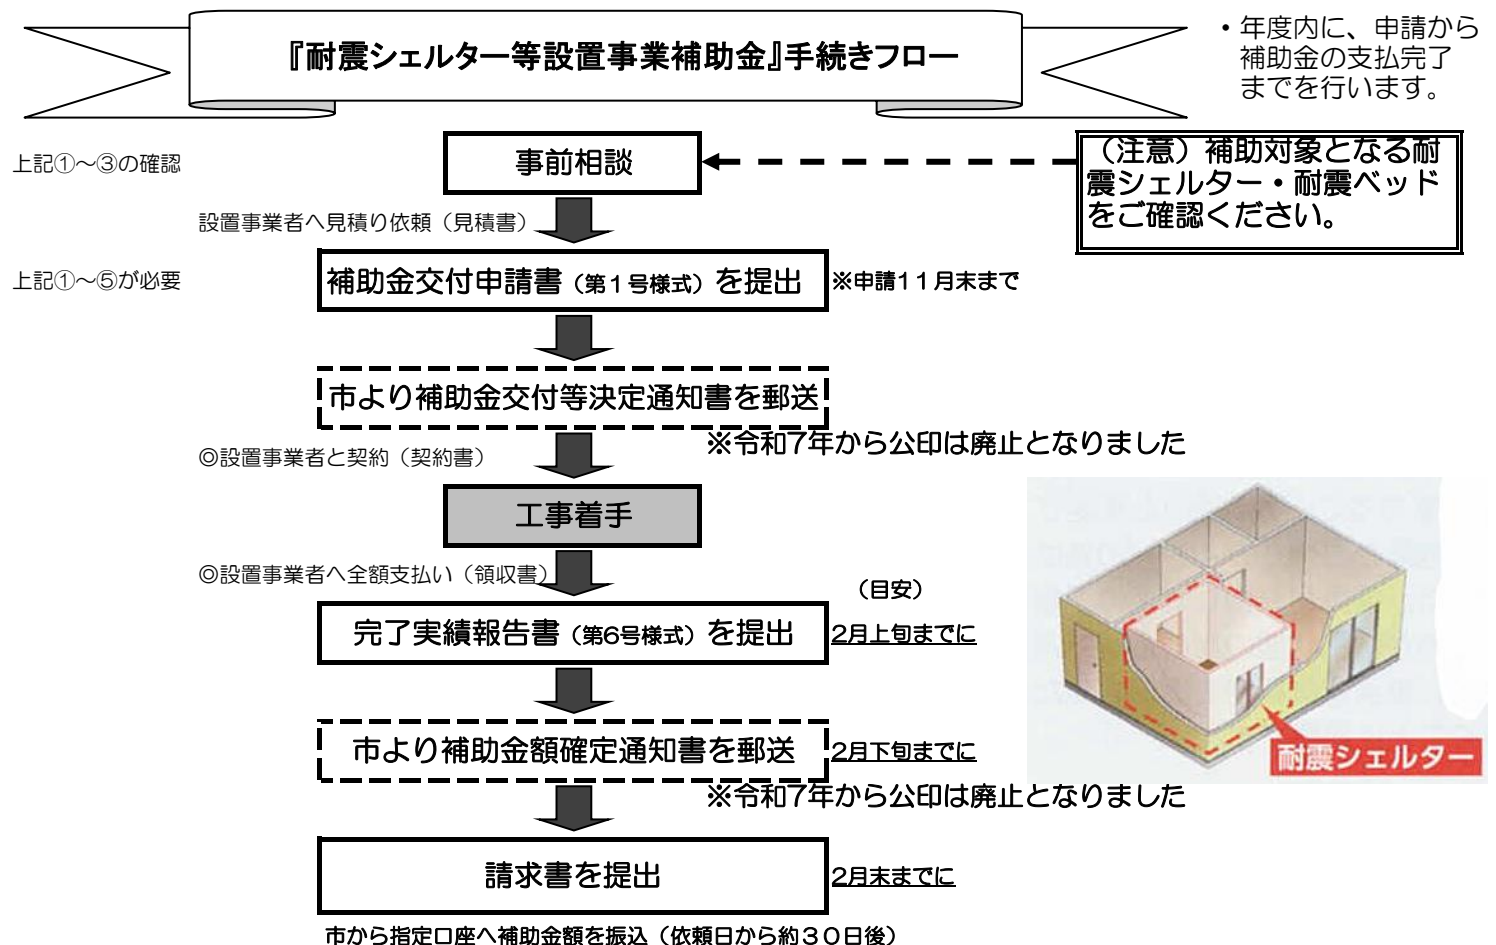 『耐震シェルター等設置事業補助金』手続きフロー
・年度内に、申請から
補助金の支払完了
までを行います。
上記①～③の確認
事前相談
（注意）補助対象となる耐
震シェルター・耐震ベッド
をご確認ください。
設置事業者へ見積り依頼（見積書）
上記①～⑤が必要
補助金交付申請書（第１号様式）を提出
※申請１１月末まで
市より補助金交付等決定通知書を郵送
※令和7年から公印は廃止となりました
◎設置事業者と契約（契約書）
工事着手
◎設置事業者へ全額支払い（領収書）
（目安）
完了実績報告書（第6号様式）を提出
2月上旬までに
市より補助金額確定通知書を郵送
2月下旬までに
耐震シェルター
※令和7年から公印は廃止となりました
請求書を提出
2月末までに
市から指定口座へ補助金額を振込（依頼日から約３０日後）